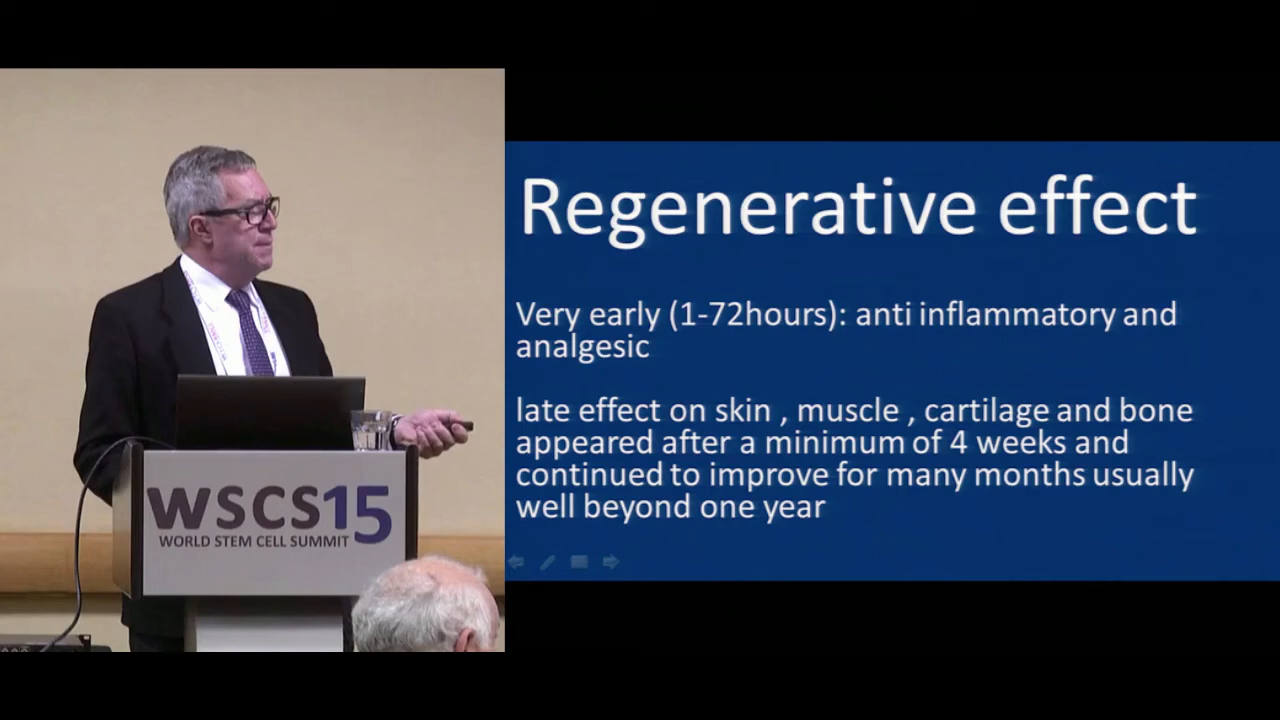 Regenerative effect
Very early (1-72hours): anti inflammatory and
analgesic
late effect on skin , muscle , cartilage and bone
appeared after a minimum of 4 weeks and
continued to improve for many months usually
well beyond one year
WSCS15
WORLD STEM CELL SUMMIT